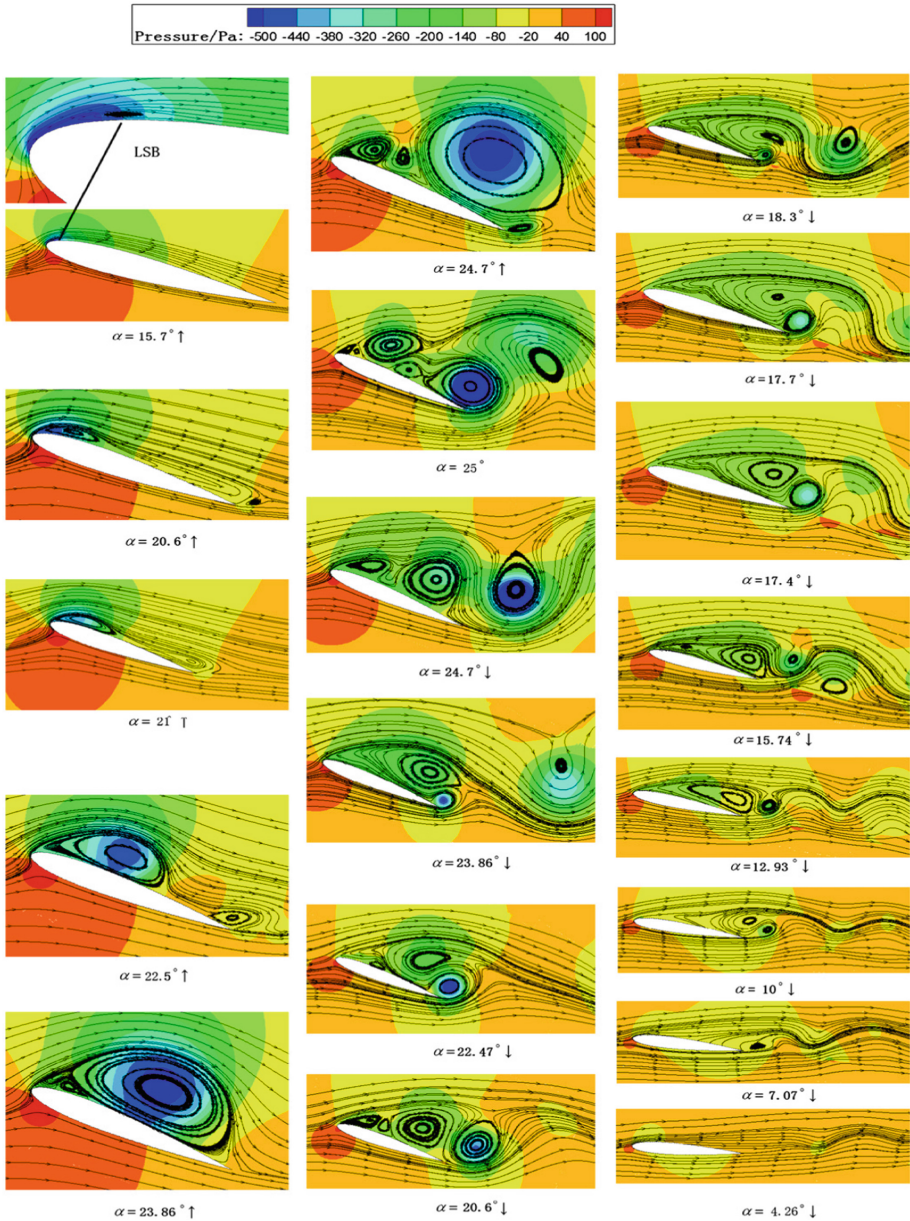 Pressure/Pa: -500 -440 -380 -320 -260 -200 -140 -80 -20 40 100
LSB
α= 15.7°↑
α= 20.6°↑
α= 21° ↑
α= 22.5°↑
α= 23.86°↑
α= 24.7°↑
α= 25°
α= 24.7°↓
α= 23.86°↓
α= 22.47°↓
α= 20.6°↓
α= 18.3°↓
α=17.7°↓
α= 17.4°↓
α=15.74°↓
α=12.93°↓
α= 10°↓
α= 7.07°↓
α= 4.26°↓